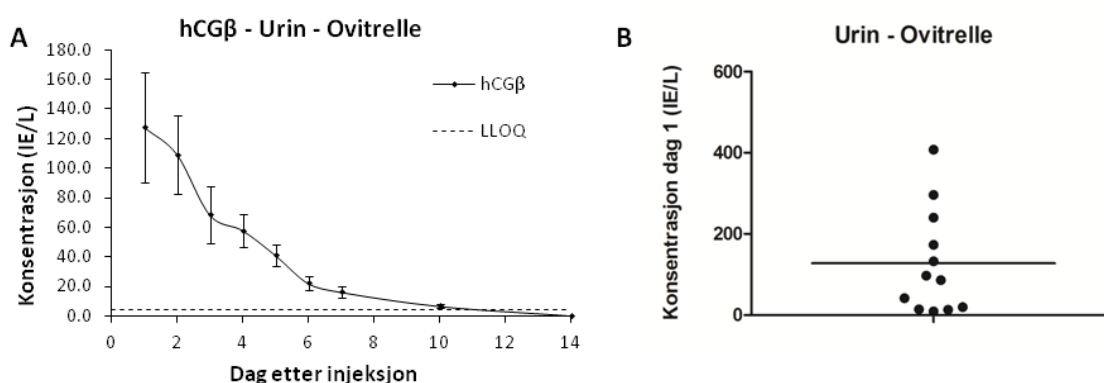 A
hCGβ - Urin - Ovitrelle
Konsentrasjon (IE/L)
180.0
160.0
140.0
120.0
100.0
80.0
60.0
40.0
20.0
0.0
hCGβ
LLOQ
0 2 4 6 8 10 12 14
Dag etter injeksjon
B
Urin - Ovitrelle
Konsentrasjon dag 1 (IE/L)
600
400
200
0